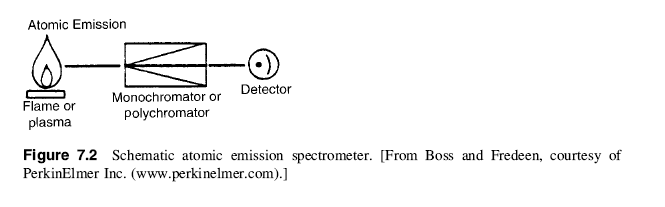 Atomic Emission
Flame or
plasma
Monochromator or
polychromator
Detector
Figure 7.2 Schematic atomic emission spectrometer. [From Boss and Fredeen, courtesy of
PerkinElmer Inc. (www.perkinelmer.com).]